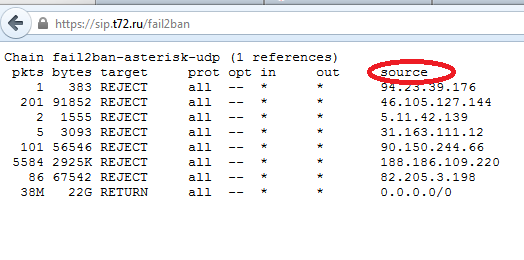 https://sip.t72.ru/fail2ban
Chain fail2ban-asterisk-udp (1 references)
pkts bytes target prot opt in out source
1 383 REJECT all -- * * 94.23.39.176
201 91852 REJECT all -- * * 46.105.127.144
2 1555 REJECT all -- * * 5.11.42.139
5 3093 REJECT all -- * * 31.163.111.12
101 56546 REJECT all -- * * 90.150.244.66
5584 2925K REJECT all -- * * 188.186.109.220
86 67542 REJECT all -- * * 82.205.3.198
38M 22G RETURN all -- * * 0.0.0.0/0